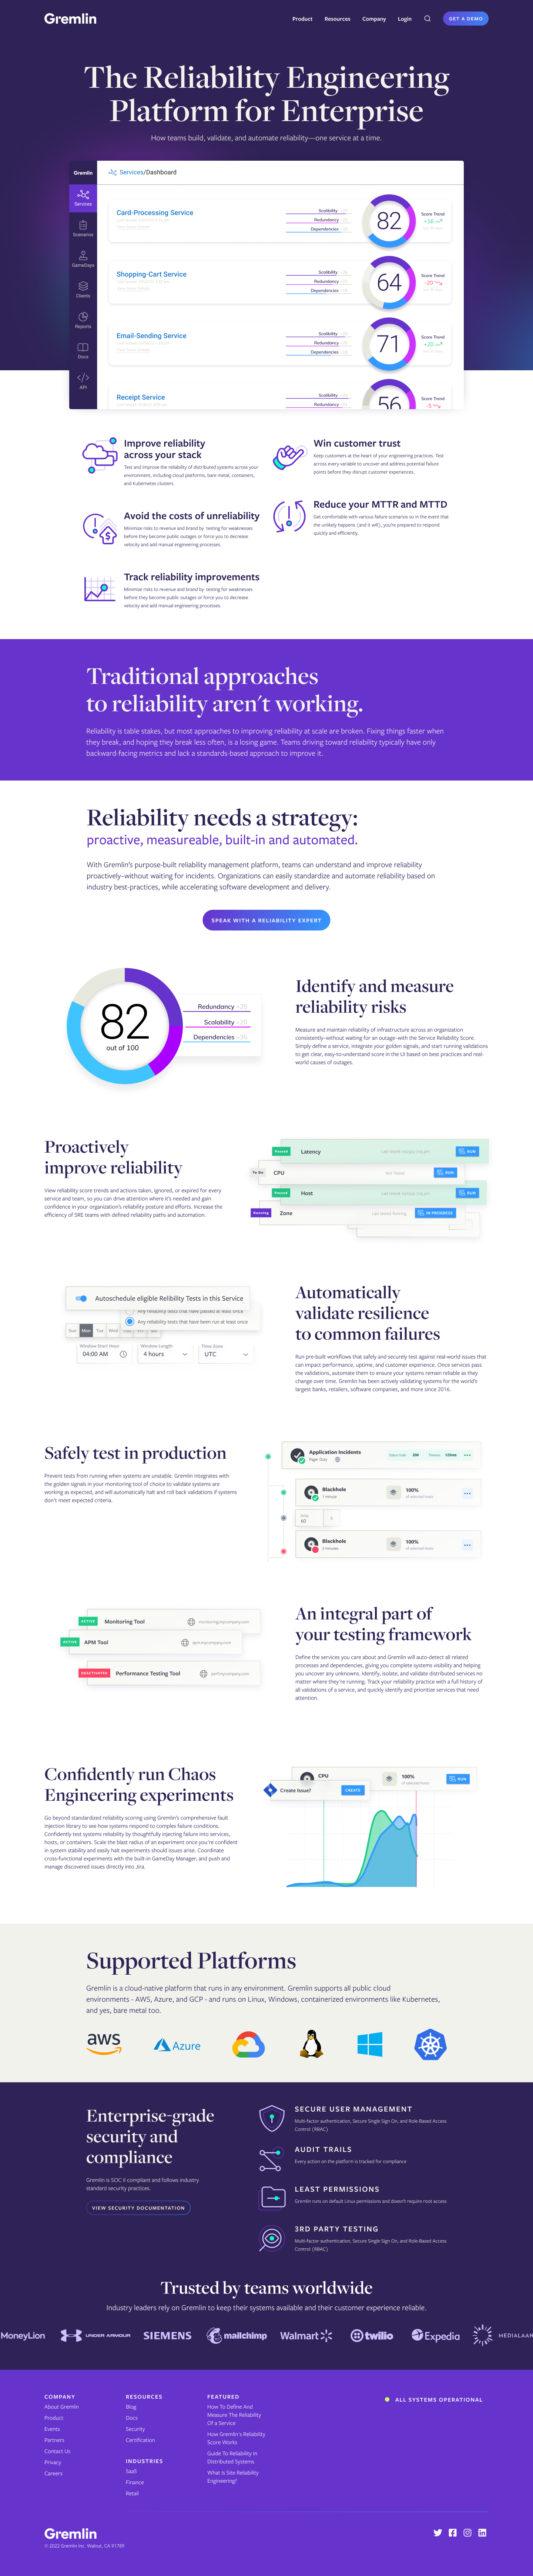 Gremlin
Product Resources Company Login GET A DEMO
The Reliability Engineering
Platform for Enterprise
How teams build, validate, and automate reliability—one service at a time.
Gremlin
Services
Scenarios
GameDays
Clients
Reports
Docs
API
Services/Dashboard
Card-Processing Service
Scalability
Redundancy
Dependencies
82
Score Trend
Shopping-Cart Service
Scalability
Redundancy
Dependencies
64
Score Trend
-20
Email-Sending Service
Scalability
Redundancy
Dependencies
71
Score Trend
+20
Receipt Service
Scalability
Redundancy
56
Score Trend
-5
Improve reliability
across your stack
Test and improve the reliability of distributed systems across your
environment, including cloud platforms, bare metal, containers,
and Kubernetes clusters
Win customer trust
Keep customers at the heart of your engineering practices. Test
across every variable to uncover and address potential failure
points before they disrupt customer experiences.
Avoid the costs of unreliability
Minimize risks to revenue and brand by testing for weaknesses
before they become public outages or force you to decrease
velocity and add manual engineering processes.
Reduce your MTTR and MTTD
Get comfortable with various failure scenarios so in the event that
the unlikely happens (and it will), you're prepared to respond
quickly and efficiently.
Track reliability improvements
Minimize risks to revenue and brand by testing for weaknesses
before they become public outages or force you to decrease
velocity and add manual engineering processes.
Traditional approaches
to reliability aren't working.
Reliability is table stakes, but most approaches to improving reliability at scale are broken. Fixing things faster when
they break, and hoping they break less often, is a losing game. Teams driving toward reliability typically have only
backward-facing metrics and lack a standards-based approach to improve it.
Reliability needs a strategy:
proactive, measureable, built-in and automated.
With Gremlin's purpose-built reliability management platform, teams can understand and improve reliability
proactively–without waiting for incidents. Organizations can easily standardize and automate reliability based on
industry best-practices, while accelerating software development and delivery.
SPEAK WITH A RELIABILITY EXPERT
82
out of 100
Redundancy +25
Scalability +20
Dependencies +35
Identify and measure
reliability risks
Measure and maintain reliability of infrastructure across an organization
consistently–without waiting for an outage–with the Service Reliability Score.
Simply define a service, integrate your golden signals, and start running validations
to get clear, easy-to-understand score in the UI based on best practices and real-
world causes of outages.
Proactively
improve reliability
View reliability score trends and actions taken, ignored, or expired for every
service and team, so you can drive attention where it's needed and gain
confidence in your organization's reliability posture and efforts. Increase the
efficiency of SRE teams with defined reliability paths and automation.
Passed Latency RUN
To Do CPU Not Tested RUN
Passed Host RUN
Running Zone Last tested Running IN PROGRESS
Autoschedule eligible Relibility Tests in this Service
Any reliability tests that have passed at least once
Any reliability tests that have been run at least once
Sun Mon Tue Wed Thu Fri Sat
Window Start Hour
04:00 AM
Window Length
4 hours
Time Zone
UTC
Automatically
validate resilience
to common failures
Run pre-built workflows that safely and securely test against real-world issues that
can impact performance, uptime, and customer experience. Once services pass
the validations, automate them to ensure your systems remain reliable as they
change over time. Gremlin has been actively validating systems for the world's
largest banks, retailers, software companies, and more since 2016.
Safely test in production
Prevent tests from running when systems are unstable. Gremlin integrates with
the golden signals in your monitoring tool of choice to validate systems are
working as expected, and will automatically halt and roll back validations if systems
don't meet expected criteria.
Application Incidents
Pager duty
Status Code 200 Timeout 125ms
Blackhole
1 minute
100%
of selected hosts
Delay
60
Blackhole
2 minutes
100%
of selected hosts
ACTIVE Monitoring Tool monitoring.mycompany.com
ACTIVE APM Tool apm.mycompany.com
DEACTIVATED Performance Testing Tool perf.mycompany.com
An integral part of
your testing framework
Define the services you care about and Gremlin will auto-detect all related
processes and dependencies, giving you complete systems visibility and helping
you uncover any unknowns. Identify, isolate, and validate distributed services no
matter where they're running. Track your reliability practice with a full history of
all validations of a service, and quickly identify and prioritize services that need
attention.
Confidently run Chaos
Engineering experiments
Go beyond standardized reliability scoring using Gremlin's comprehensive fault
injection library to see how systems respond to complex failure conditions.
Confidently test systems reliability by thoughtfully injecting failure into services,
hosts, or containers. Scale the blast radius of an experiment once you're confident
in system stability and easily halt experiments should issues arise. Coordinate
cross-functional experiments with the built-in GameDay Manager, and push and
manage discovered issues directly into Jira.
CPU
100%
of selected hosts
RUN
Create Issue? CREATE
Supported Platforms
Gremlin is a cloud-native platform that runs in any environment. Gremlin supports all public cloud
environments - AWS, Azure, and GCP - and runs on Linux, Windows, containerized environments like Kubernetes,
and yes, bare metal too.
aws
Azure
Enterprise-grade
security and
compliance
Gremlin is SOC II compliant and follows industry
standard security practices.
VIEW SECURITY DOCUMENTATION
SECURE USER MANAGEMENT
Multi-factor authentication, Secure Single Sign On, and Role-Based Access
Control (RBAC)
AUDIT TRAILS
Every action on the platform is tracked for compliance
LEAST PERMISSIONS
Gremlin runs on default Linux permissions and doesn't require root access
3RD PARTY TESTING
Multi-factor authentication, Secure Single Sign On, and Role-Based Access
Control (RBAC)
Trusted by teams worldwide
Industry leaders rely on Gremlin to keep their systems available and their customer experience reliable.
MoneyLion UNDER ARMOUR SIEMENS mailchimp Walmart twilio Expedia MEDIALAAN
COMPANY
About Gremlin
Product
Events
Partners
Contact Us
Privacy
Careers
RESOURCES
Blog
Docs
Security
Certification
INDUSTRIES
SaaS
Finance
Retail
FEATURED
How To Define And
Measure The Reliability
Of a Service
How Gremlin's Reliability
Score Works
Guide To Reliability In
Distributed Systems
What Is Site Reliability
Engineering?
ALL SYSTEMS OPERATIONAL
Gremlin
© 2022 Gremlin Inc. Walnut, CA 91789